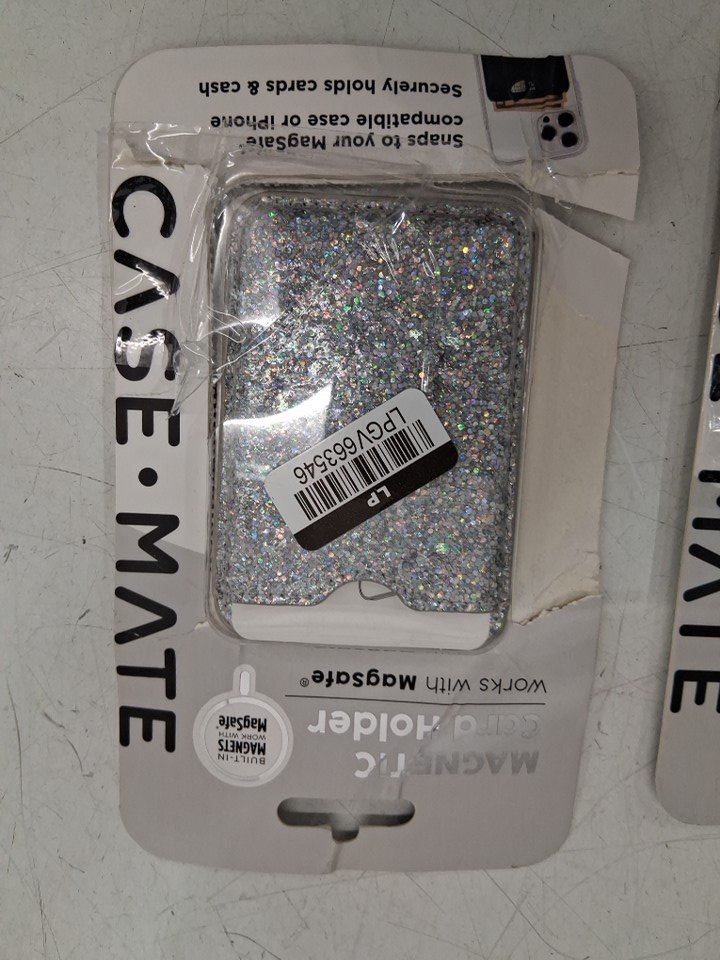 MAGNETIC
Card Holder
WORKS WITH MagSafe®
BUILT-IN
MAGNETS
WORK WITH
MagSafe®
CASE•MATE
LP
LPGV663546
Snaps to your MagSafe®
compatible case or iPhone
Securely holds cards & cash
MATE